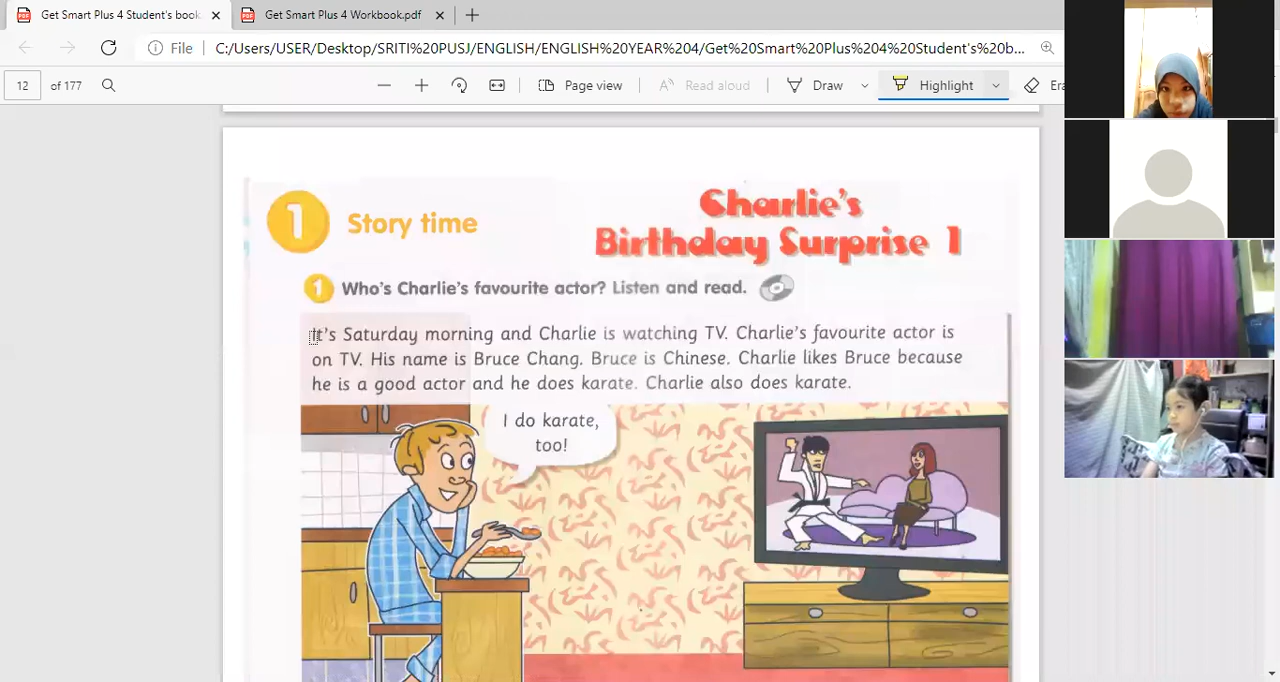 Get Smart Plus 4 Student's book.
Get Smart Plus 4 Workbook.pdf
File
C:/Users/USER/Desktop/SRITI%20PUSJ/ENGLISH/ENGLISH%20YEAR%204/Get%20Smart%20Plus%204%20Student's%20b...
12 of 177
Page view
Read aloud
Draw
Highlight
Era
1 Story time
Charlie's
Birthday Surprise 1
1 Who's Charlie's favourite actor? Listen and read.
It's Saturday morning and Charlie is watching TV. Charlie's favourite actor is
on TV. His name is Bruce Chang. Bruce is Chinese. Charlie likes Bruce because
he is a good actor and he does karate. Charlie also does karate.
I do karate,
too!